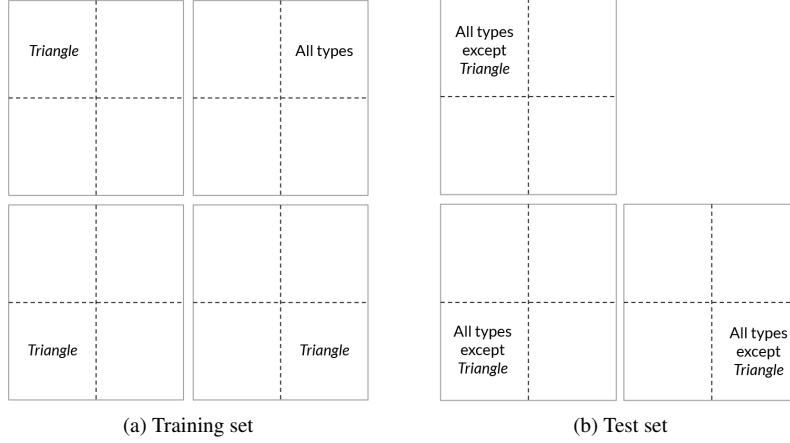 Triangle
All types
Triangle
Triangle
(a) Training set
All types
except
Triangle
All types
except
Triangle
All types
except
Triangle
(b) Test set